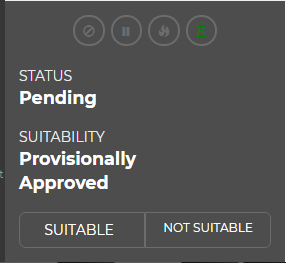 STATUS
Pending
SUITABILITY
Provisionally
Approved
SUITABLE
NOT SUITABLE